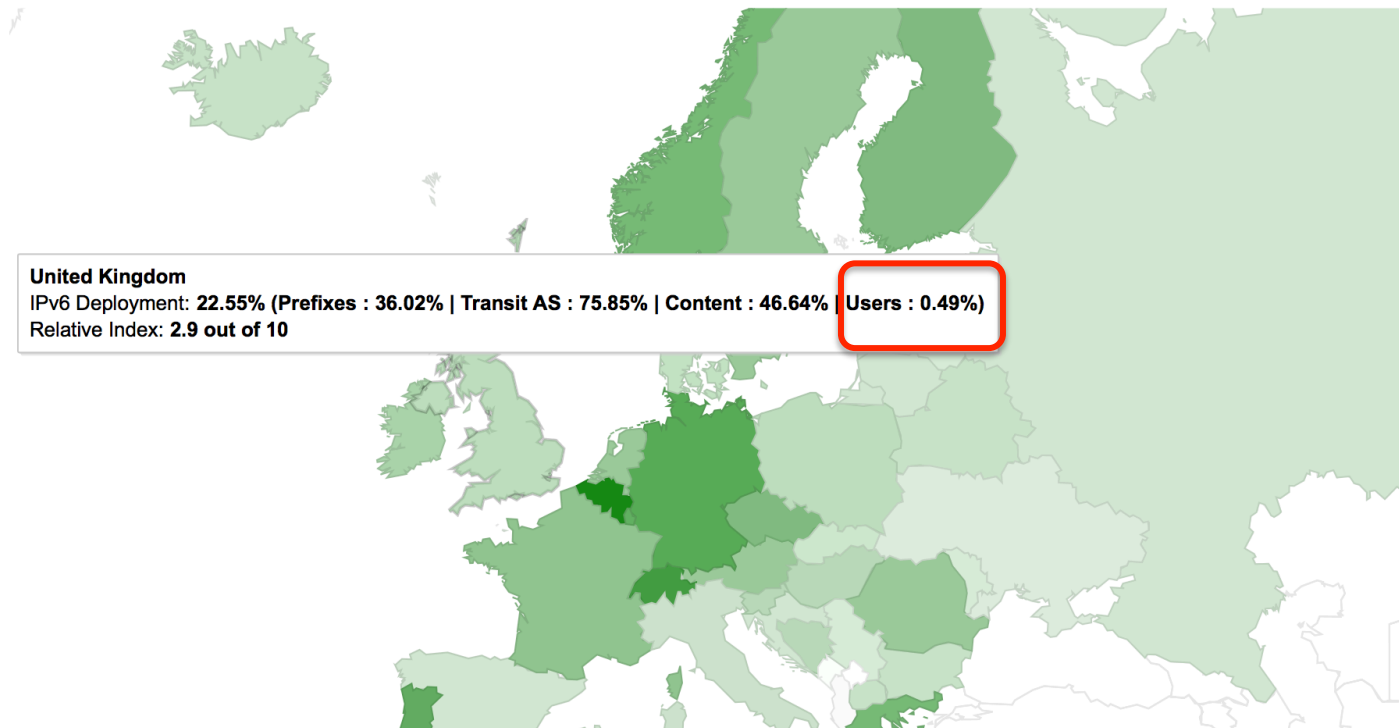 United Kingdom
IPv6 Deployment: 22.55% (Prefixes : 36.02% | Transit AS : 75.85% | Content : 46.64% | Users : 0.49%)
Relative Index: 2.9 out of 10